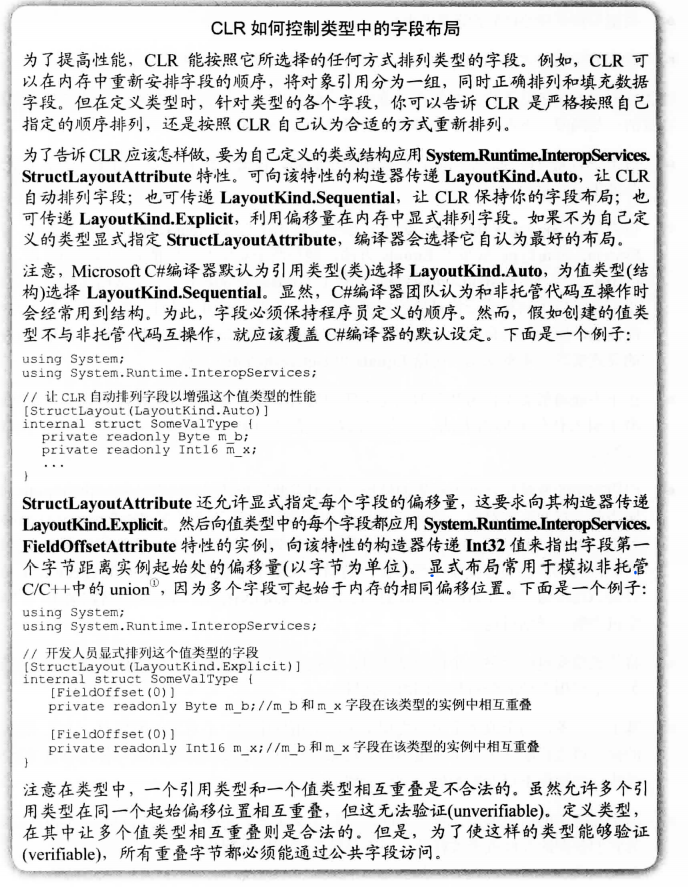 CLR 如何控制类型中的字段布局
为了提高性能，CLR 能按照它所选择的任何方式排列类型的字段。例如，CLR 可
以在内存中重新安排字段的顺序，将对象引用分为一组，同时正确排列和填充数据
字段。但在定义类型时，针对类型的各个字段，你可以告诉 CLR 是严格按照自己
指定的顺序排列，还是按照 CLR 自己认为合适的方式重新排列。
为了告诉 CLR 应该怎样做，要为自己定义的类或结构应用 System.Runtime.InteropServices.
StructLayoutAttribute 特性。可向该特性的构造器传递 LayoutKind.Auto，让 CLR
自动排列字段；也可传递 LayoutKind.Sequential，让 CLR 保持你的字段布局；也
可传递 LayoutKind.Explicit，利用偏移量在内存中显式排列字段。如果不为自己定
义的类型显式指定 StructLayoutAttribute，编译器会选择它自认为最好的布局。
注意，Microsoft C#编译器默认为引用类型(类)选择 LayoutKind.Auto，为值类型(结
构)选择 LayoutKind.Sequential。显然，C#编译器团队认为和非托管代码互操作时
会经常用到结构。为此，字段必须保持程序员定义的顺序。然而，假如创建的值类
型不与非托管代码互操作，就应该覆盖 C#编译器的默认设定。下面是一个例子：
using System;
using System.Runtime.InteropServices;
// 让 CLR 自动排列字段以增强这个值类型的性能
[StructLayout(LayoutKind.Auto)]
internal struct SomeValType {
private readonly Byte m_b;
private readonly Int16 m_x;
...
}
StructLayoutAttribute 还允许显式指定每个字段的偏移量，这要求向其构造器传递
LayoutKind.Explicit。然后向值类型中的每个字段都应用 System.Runtime.InteropServices.
FieldOffsetAttribute 特性的实例，向该特性的构造器传递 Int32 值来指出字段第一
个字节距离实例起始处的偏移量(以字节为单位)。显式布局常用于模拟非托管
C/C++中的 union①，因为多个字段可起始于内存的相同偏移位置。下面是一个例子：
using System;
using System.Runtime.InteropServices;
// 开发人员显式排列这个值类型的字段
[StructLayout(LayoutKind.Explicit)]
internal struct SomeValType {
[FieldOffset(0)]
private readonly Byte m_b;//m_b 和 m_x 字段在该类型的实例中相互重叠
[FieldOffset(0)]
private readonly Int16 m_x;//m_b 和 m_x 字段在该类型的实例中相互重叠
}
注意在类型中，一个引用类型和一个值类型相互重叠是不合法的。虽然允许多个引
用类型在同一个起始偏移位置相互重叠，但这无法验证(unverifiable)。定义类型，
在其中让多个值类型相互重叠则是合法的。但是，为了使这样的类型能够验证
(verifiable)，所有重叠字节都必须能通过公共字段访问。